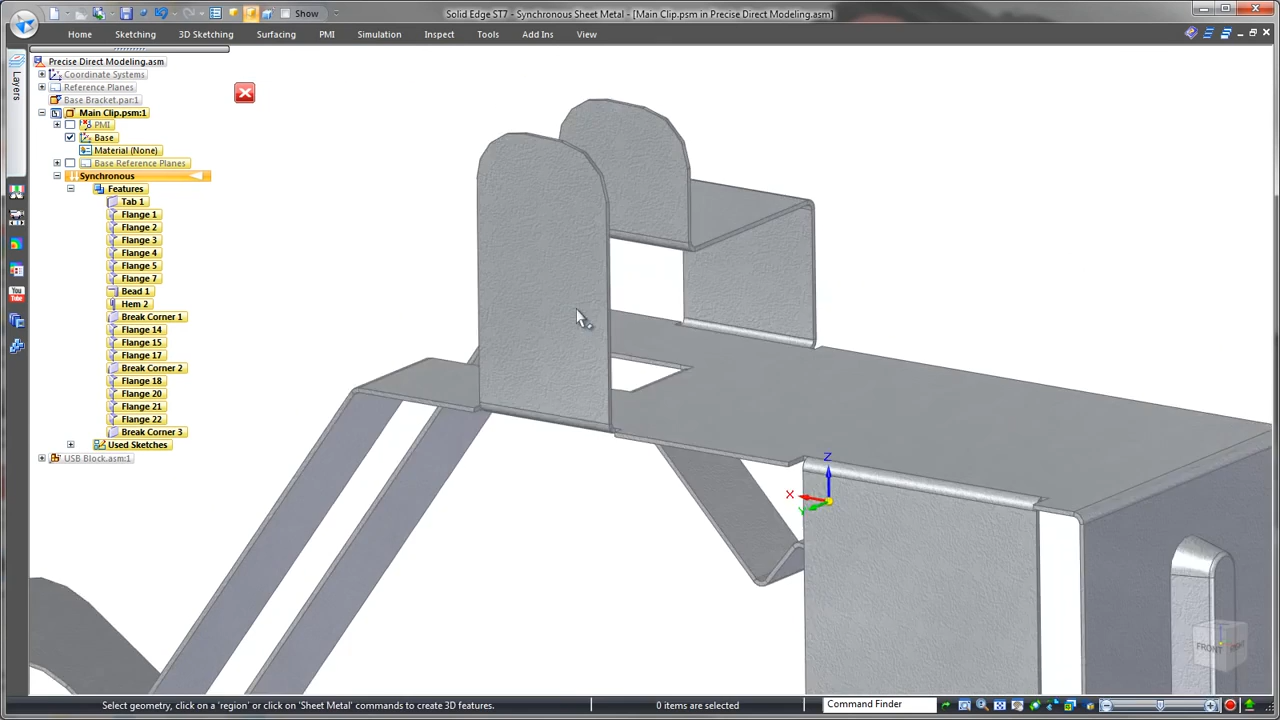 Show
Solid Edge ST7 - Synchronous Sheet Metal - [Main Clip.psm in Precise Direct Modeling.asm]
Home Sketching 3D Sketching Surfacing PMI Simulation Inspect Tools Add Ins View
Layers
Precise Direct Modeling.asm
Coordinate Systems
Reference Planes
Base Bracket.par:1
Main Clip.psm:1
PMI
Base
Material (None)
Base Reference Planes
Synchronous
Features
Tab 1
Flange 1
Flange 2
Flange 3
Flange 4
Flange 5
Flange 7
Bead 1
Hem 2
Break Corner 1
Flange 14
Flange 15
Flange 17
Break Corner 2
Flange 18
Flange 20
Flange 21
Flange 22
Break Corner 3
Used Sketches
USB Block.asm:1
You
Tube
Z
X
Y
FRONT
Select geometry, click on a 'region' or click on 'Sheet Metal' commands to create 3D features.
0 items are selected
Command Finder